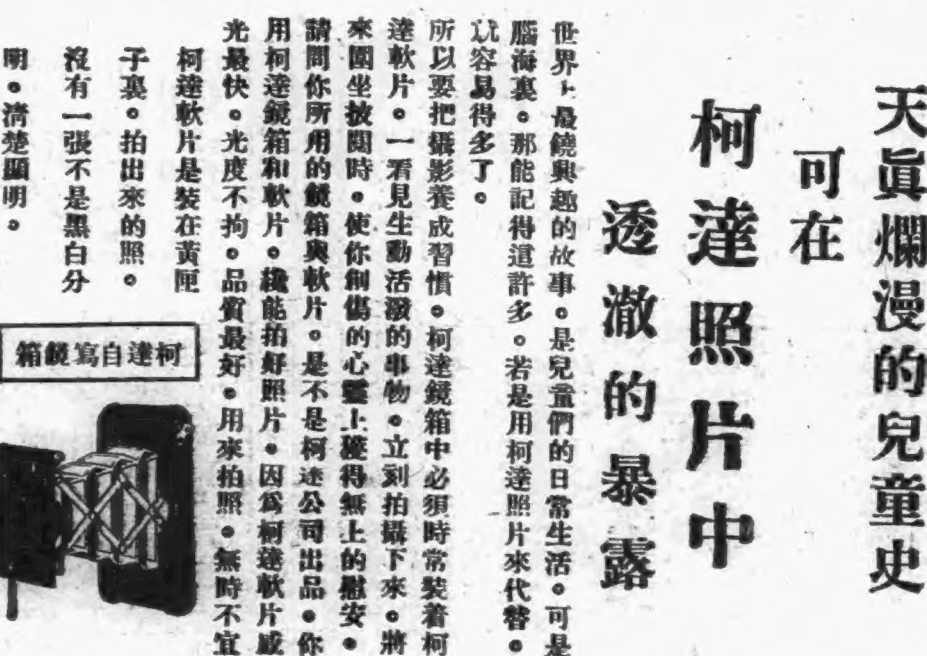 天眞爛漫的兒童史
可在
柯達照片中
透澈的暴露
世界上最饒興趣的故事。是兒童們的日常生活。可是
腦海裏。那能記得這許多。若是用柯達照片來代替。
就容易得多了。
所以要把攝影養成習慣。柯達鏡箱中必須時常裝着柯
達軟片。一看見生動活潑的事物。立刻拍攝下來。將
來圍坐披閱時。使你創傷的心靈上獲得無上的慰安。
請問你所用的鏡箱與軟片。是不是柯達公司出品。你
用柯達鏡箱和軟片。纔能拍好照片。因爲柯達軟片感
光最快。光度不拘。品質最好。用來拍照。無時不宜
柯達軟片是裝在黃匣
子裏。拍出來的照。
沒有一張不是黑白分
明。清楚顯明。
柯達自寫鏡箱